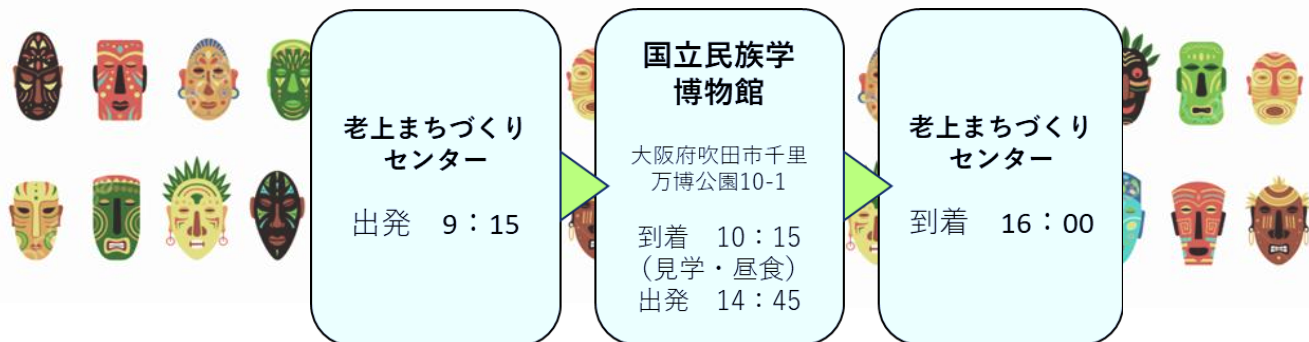 老上まちづくり
センター
出発　9：15
国立民族学
博物館
大阪府吹田市千里
万博公園10-1
到着　10：15
（見学・昼食）
出発　14：45
老上まちづくり
センター
到着　16：00